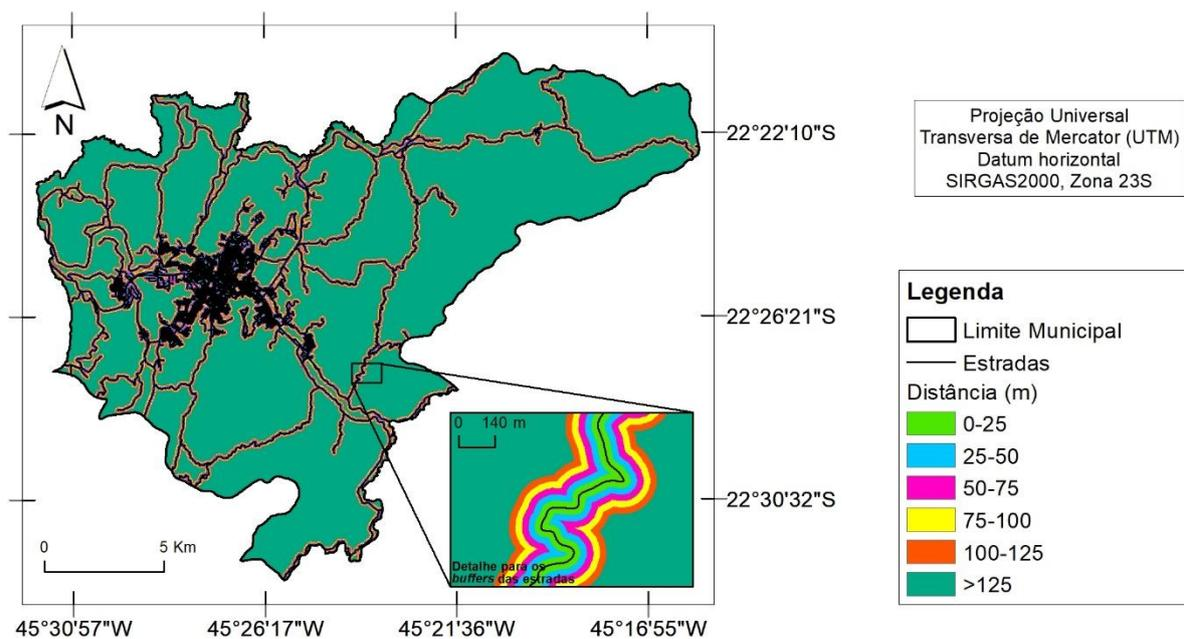 N
22°22'10"S
22°26'21"S
22°30'32"S
0 5 Km
0 140 m
Detalhe para os
buffers das estradas
45°30'57"W 45°26'17"W 45°21'36"W 45°16'55"W
Projeção Universal
Transversa de Mercator (UTM)
Datum horizontal
SIRGAS2000, Zona 23S
Legenda
Limite Municipal
Estradas
Distância (m)
0-25
25-50
50-75
75-100
100-125
>125